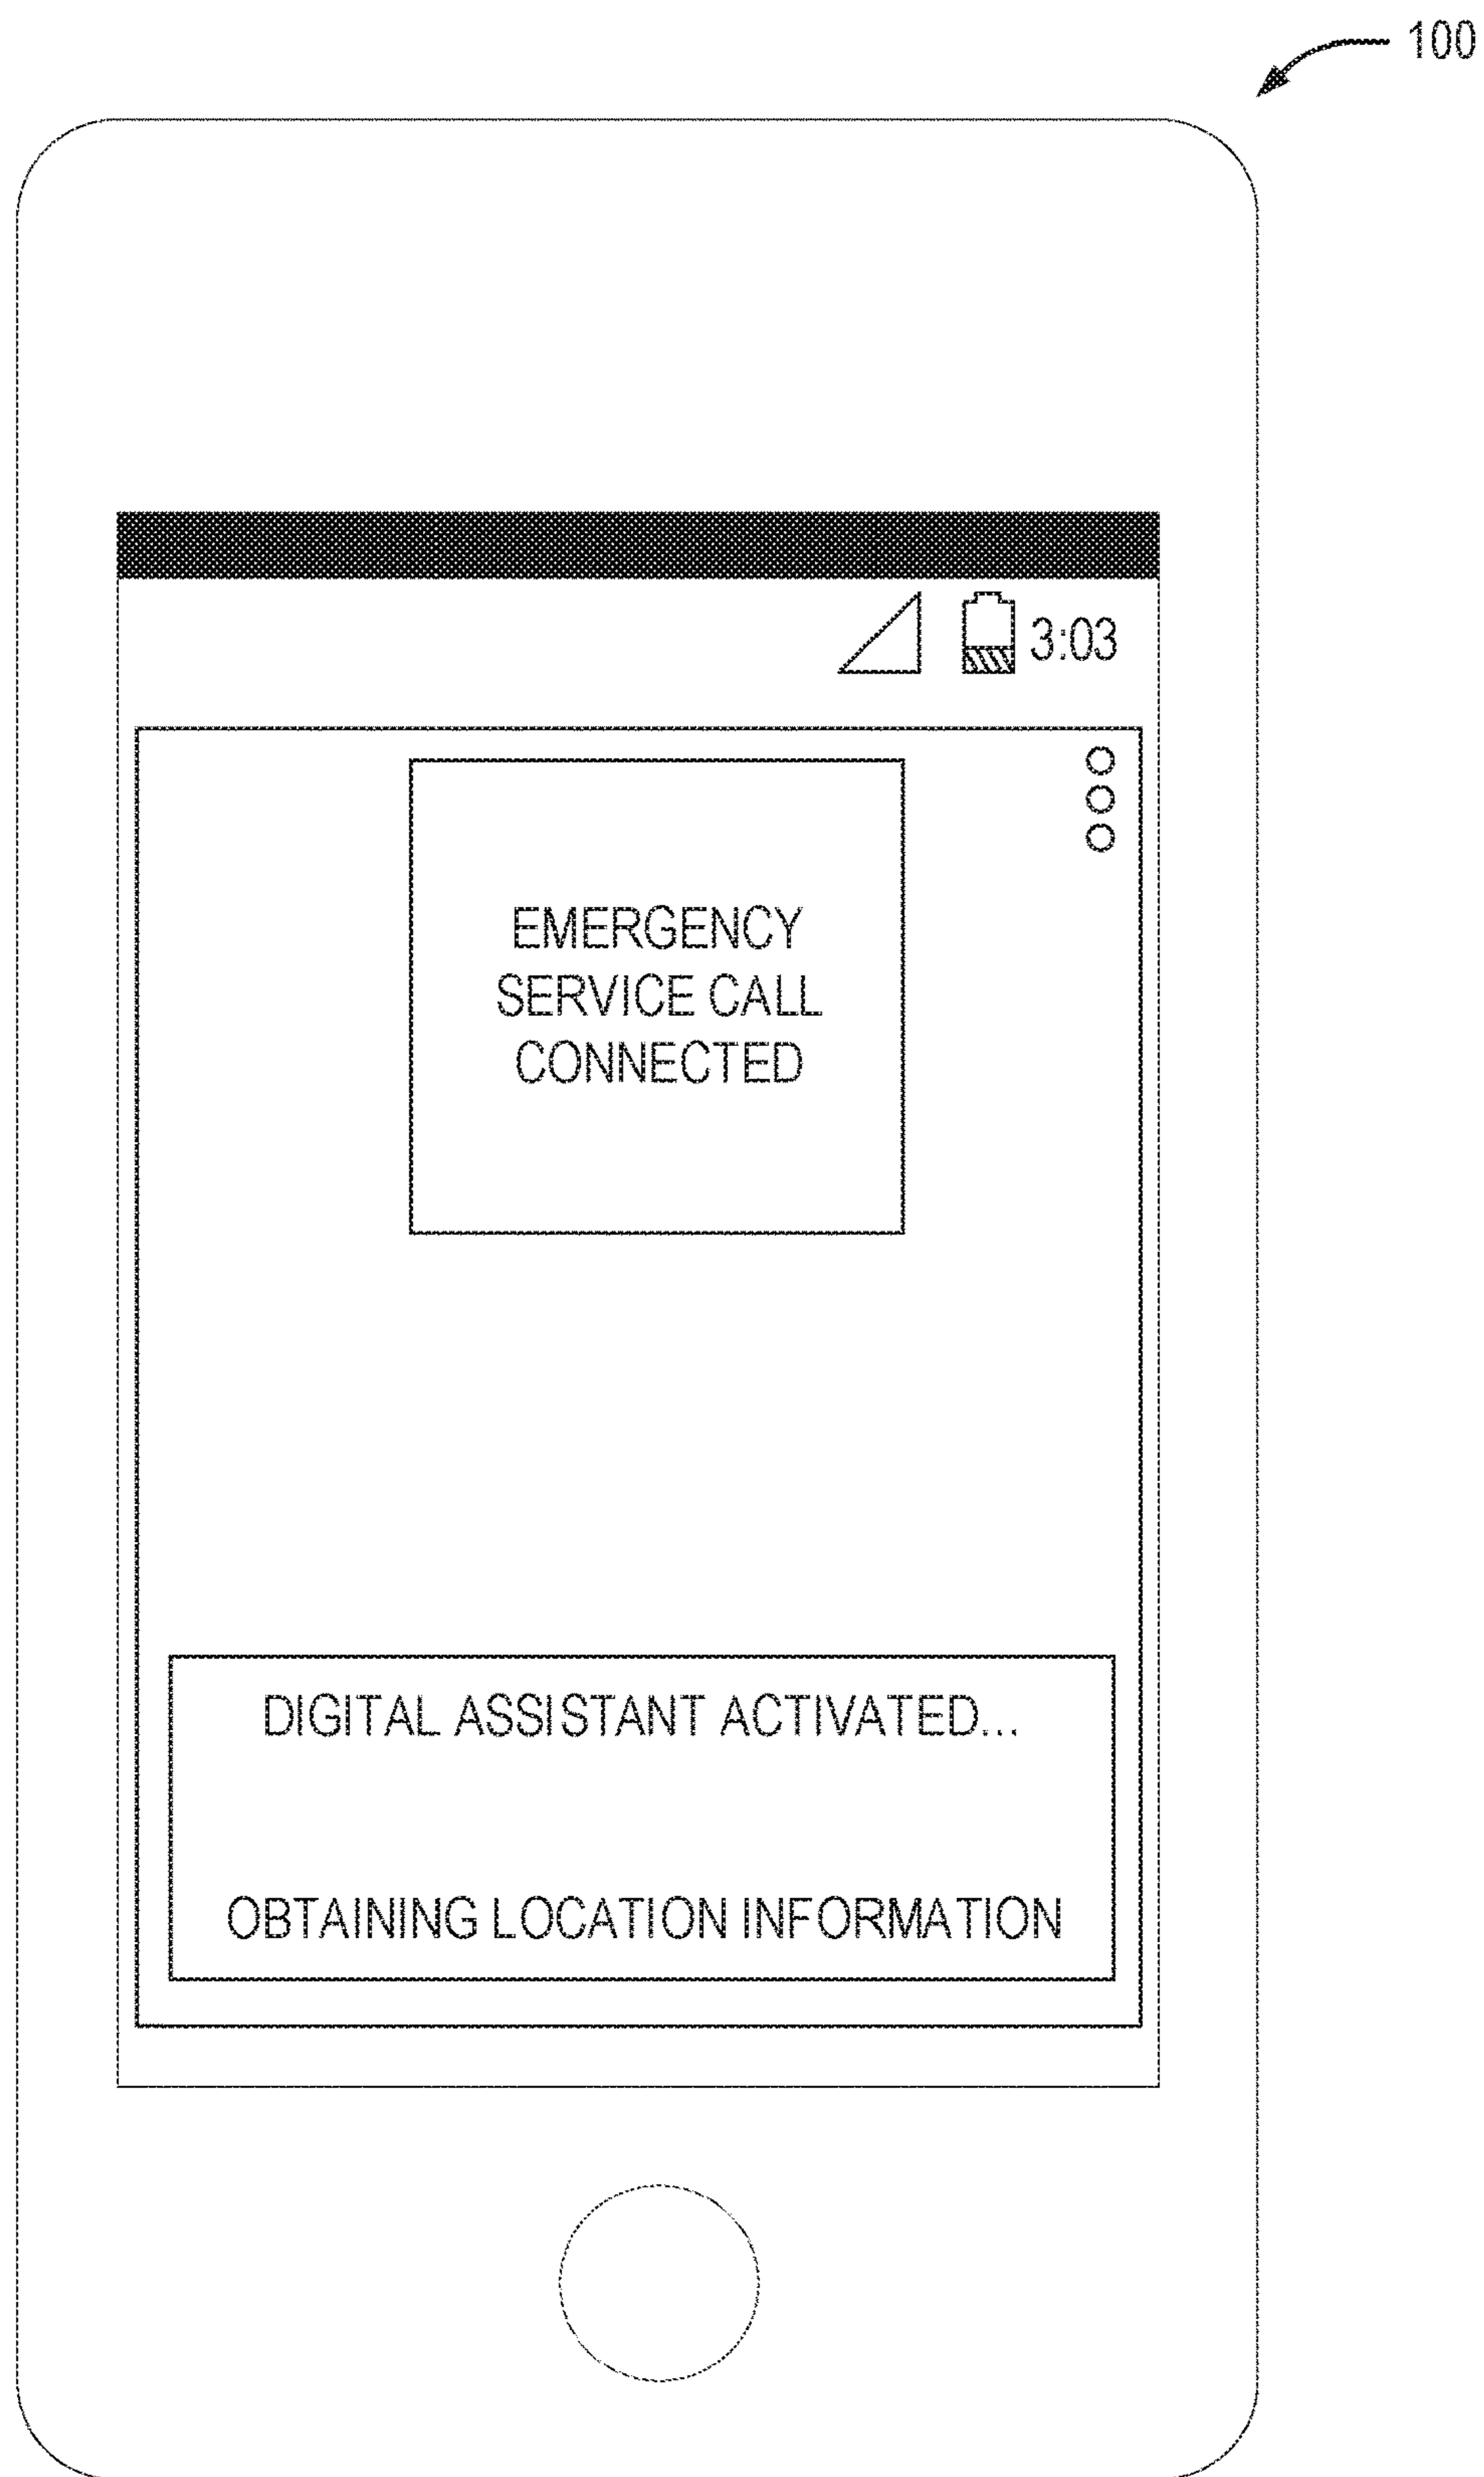 100
3:03
EMERGENCY
SERVICE CALL
CONNECTED
DIGITAL ASSISTANT ACTIVATED...
OBTAINING LOCATION INFORMATION